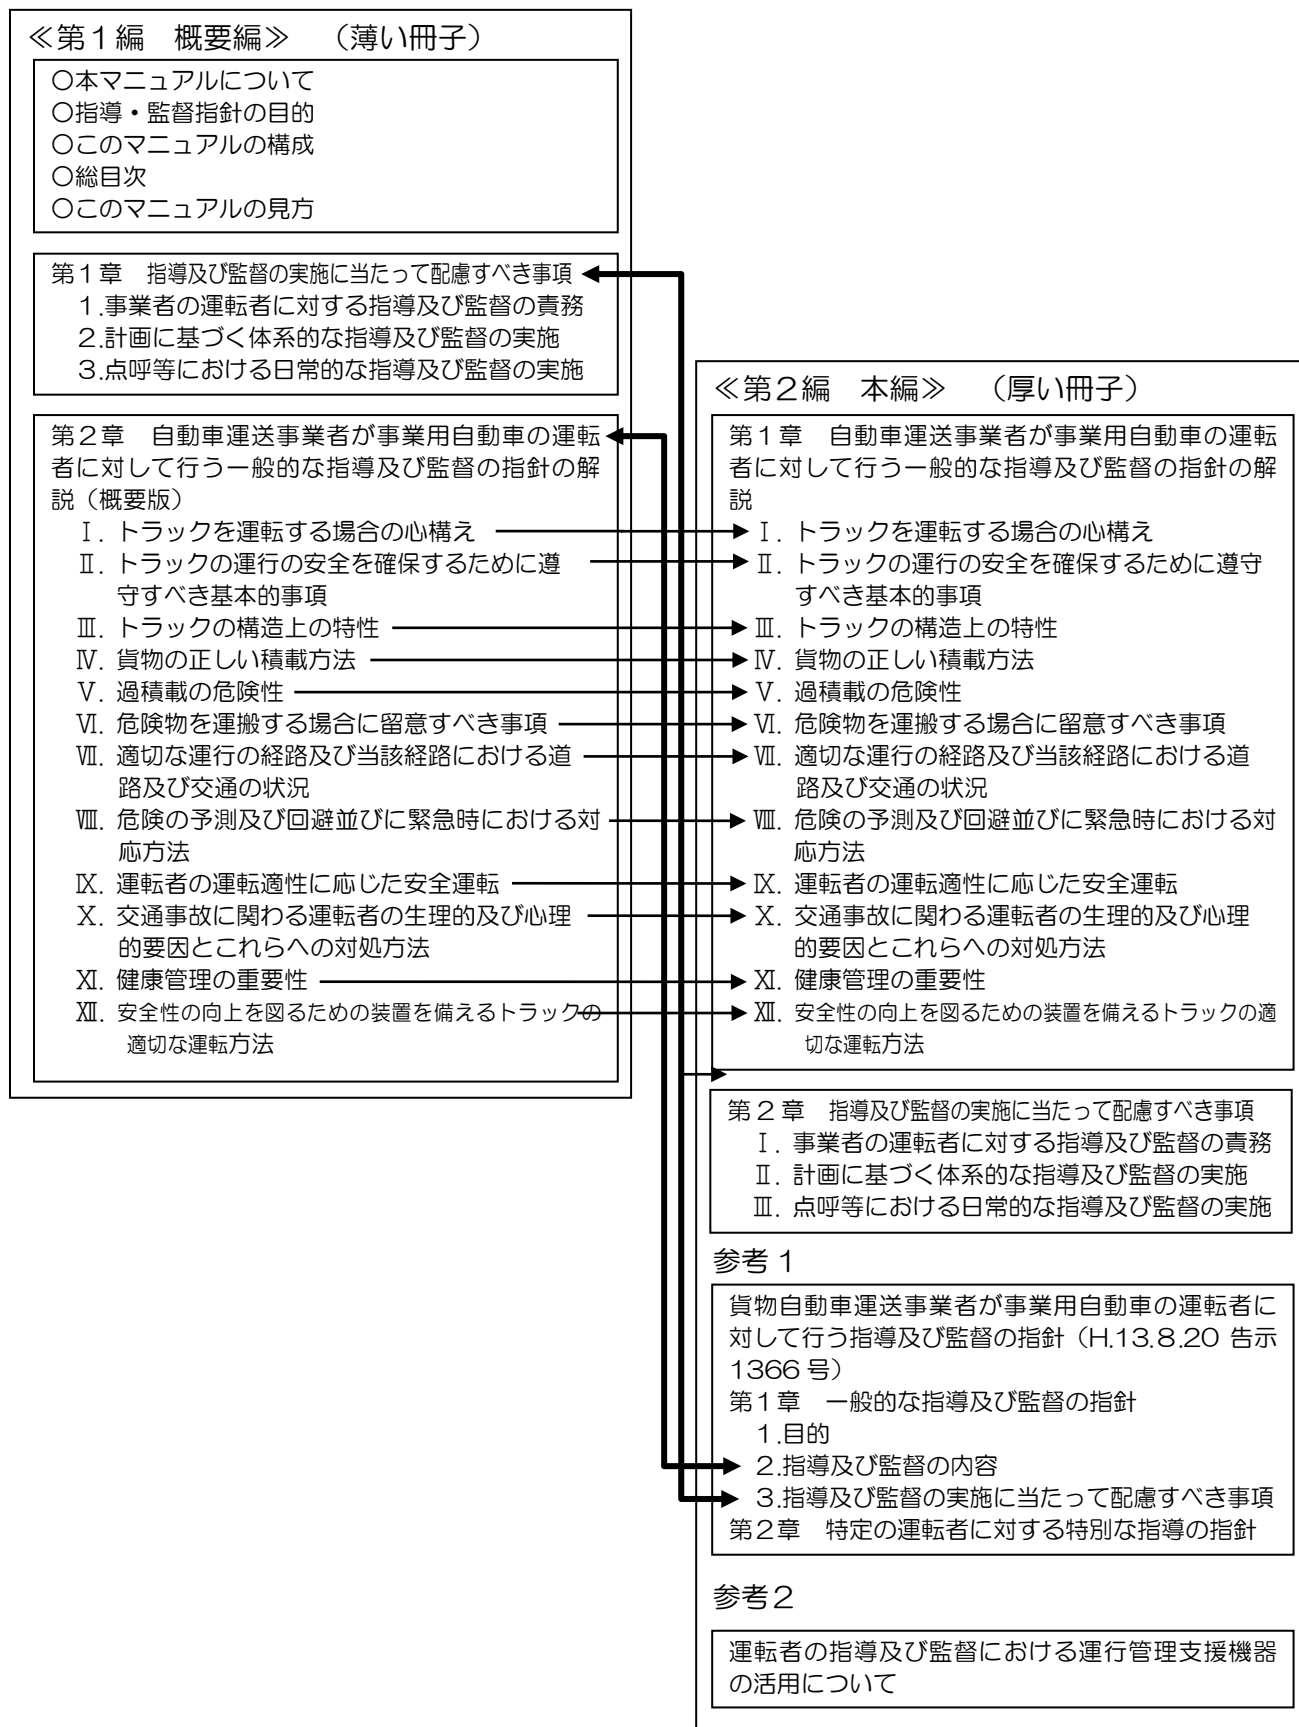 ≪第１編　概要編≫　（薄い冊子）
○本マニュアルについて
○指導・監督指針の目的
○このマニュアルの構成
○総目次
○このマニュアルの見方
第１章　指導及び監督の実施に当たって配慮すべき事項
１.事業者の運転者に対する指導及び監督の責務
２.計画に基づく体系的な指導及び監督の実施
３.点呼等における日常的な指導及び監督の実施
第２章　自動車運送事業者が事業用自動車の運転
者に対して行う一般的な指導及び監督の指針の解
説（概要版）
Ⅰ. トラックを運転する場合の心構え
Ⅱ. トラックの運行の安全を確保するために遵
守すべき基本的事項
Ⅲ. トラックの構造上の特性
Ⅳ. 貨物の正しい積載方法
Ⅴ. 過積載の危険性
Ⅵ. 危険物を運搬する場合に留意すべき事項
Ⅶ. 適切な運行の経路及び当該経路における道
路及び交通の状況
Ⅷ. 危険の予測及び回避並びに緊急時における対
応方法
Ⅸ. 運転者の運転適性に応じた安全運転
Ⅹ. 交通事故に関わる運転者の生理的及び心理
的要因とこれらへの対処方法
Ⅺ. 健康管理の重要性
Ⅻ. 安全性の向上を図るための装置を備えるトラックの
適切な運転方法
≪第２編　本編≫　（厚い冊子）
第１章　自動車運送事業者が事業用自動車の運転
者に対して行う一般的な指導及び監督の指針の解
説
Ⅰ. トラックを運転する場合の心構え
Ⅱ. トラックの運行の安全を確保するために遵守
すべき基本的事項
Ⅲ. トラックの構造上の特性
Ⅳ. 貨物の正しい積載方法
Ⅴ. 過積載の危険性
Ⅵ. 危険物を運搬する場合に留意すべき事項
Ⅶ. 適切な運行の経路及び当該経路における道
路及び交通の状況
Ⅷ. 危険の予測及び回避並びに緊急時における対
応方法
Ⅸ. 運転者の運転適性に応じた安全運転
Ⅹ. 交通事故に関わる運転者の生理的及び心理
的要因とこれらへの対処方法
Ⅺ. 健康管理の重要性
Ⅻ. 安全性の向上を図るための装置を備えるトラックの適
切な運転方法
第２章　指導及び監督の実施に当たって配慮すべき事項
Ⅰ. 事業者の運転者に対する指導及び監督の責務
Ⅱ. 計画に基づく体系的な指導及び監督の実施
Ⅲ. 点呼等における日常的な指導及び監督の実施
参考１
貨物自動車運送事業者が事業用自動車の運転者に
対して行う指導及び監督の指針（H.13.8.20 告示
1366 号）
第１章　一般的な指導及び監督の指針
１.目的
２.指導及び監督の内容
３.指導及び監督の実施に当たって配慮すべき事項
第２章　特定の運転者に対する特別な指導の指針
参考２
運転者の指導及び監督における運行管理支援機器
の活用について